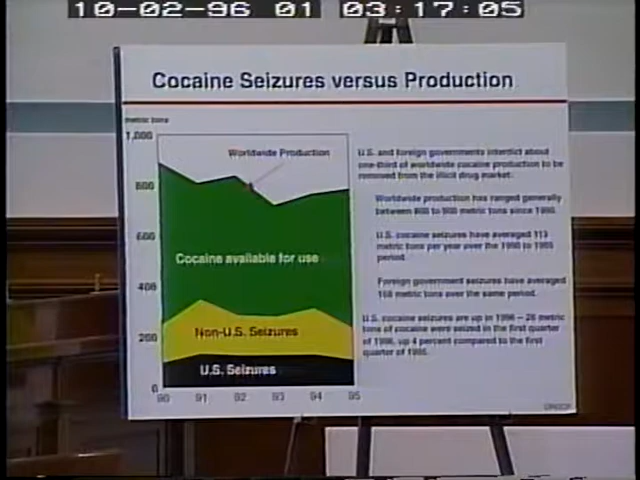 10-02-96 01 03:17:05
Cocaine Seizures versus Production
metric tons
1,000
Worldwide Production
800
600
Cocaine available for use
400
Non-U.S. Seizures
200
U.S. Seizures
0
90 91 92 93 94 95
U.S. and foreign governments interdict about
one-third of worldwide cocaine production to be
removed from the illicit drug market:
Worldwide production has ranged generally
between 800 to 900 metric tons since 1990.
U.S. cocaine seizures have averaged 113
metric tons per year over the 1990 to 1995
period.
Foreign government seizures have averaged
metric tons over the same period.
U.S. cocaine seizures are up in 1996 – 28 metric
tons of cocaine were seized in the first quarter
of 1996, up 4 percent compared to the first
quarter of 1995.
ONDCP